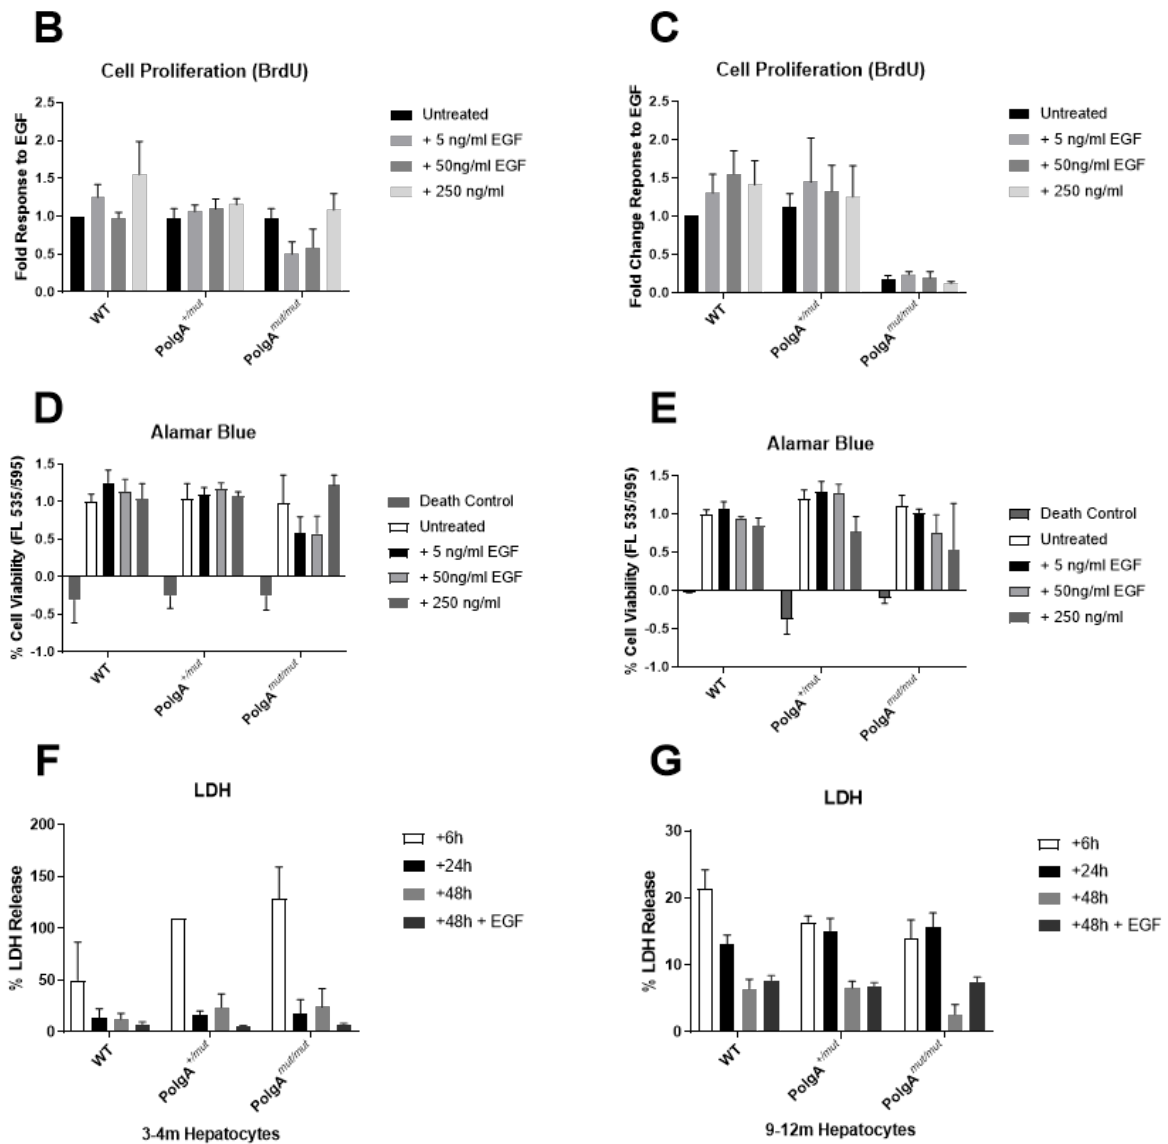 B
Cell Proliferation (BrdU)
Fold Response to EGF
2.5
2.0
1.5
1.0
0.5
0.0
WT
PolgA+/mut
PolgAmut/mut
Untreated
+ 5 ng/ml EGF
+ 50ng/ml EGF
+ 250 ng/ml
C
Cell Proliferation (BrdU)
Fold Change Reponse to EGF
2.5
2.0
1.5
1.0
0.5
0.0
WT
PolgA+/mut
PolgAmut/mut
Untreated
+ 5 ng/ml EGF
+ 50ng/ml EGF
+ 250 ng/ml
D
Alamar Blue
% Cell Viability (FL 535/595)
1.5
1.0
0.5
0.0
-0.5
-1.0
WT
PolgA+/mut
PolgAmut/mut
Death Control
Untreated
+ 5 ng/ml EGF
+ 50ng/ml EGF
+ 250 ng/ml
E
Alamar Blue
% Cell Viability (FL 535/595)
1.5
1.0
0.5
0.0
-0.5
-1.0
WT
PolgA+/mut
PolgAmut/mut
Death Control
Untreated
+ 5 ng/ml EGF
+ 50ng/ml EGF
+ 250 ng/ml
F
LDH
% LDH Release
200
150
100
50
0
WT
PolgA+/mut
PolgAmut/mut
+6h
+24h
+48h
+48h + EGF
3-4m Hepatocytes
G
LDH
% LDH Release
30
20
10
0
WT
PolgA+/mut
PolgAmut/mut
+6h
+24h
+48h
+48h + EGF
9-12m Hepatocytes